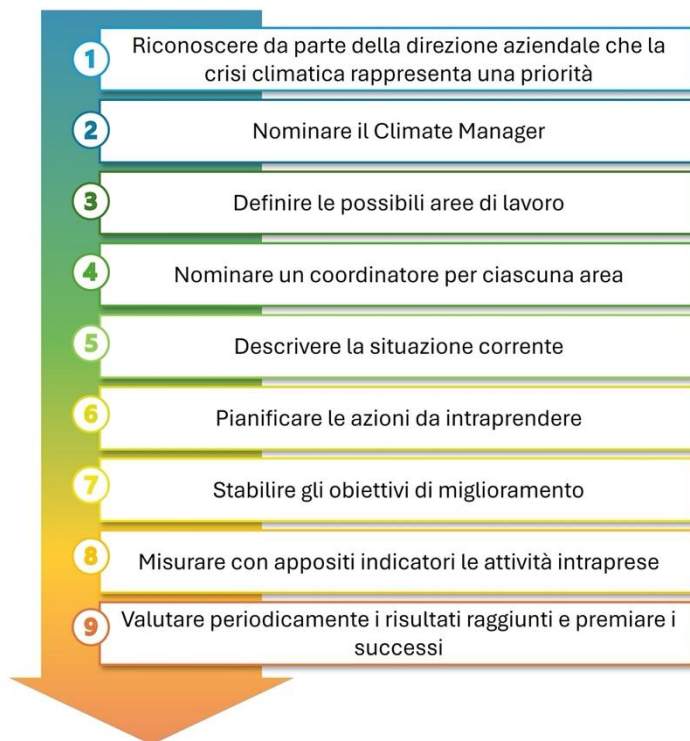 1
Riconoscere da parte della direzione aziendale che la
crisi climatica rappresenta una priorità
2
Nominare il Climate Manager
3
Definire le possibili aree di lavoro
4
Nominare un coordinatore per ciascuna area
5
Descrivere la situazione corrente
6
Pianificare le azioni da intraprendere
7
Stabilire gli obiettivi di miglioramento
8
Misurare con appositi indicatori le attività intraprese
9
Valutare periodicamente i risultati raggiunti e premiare i
successi